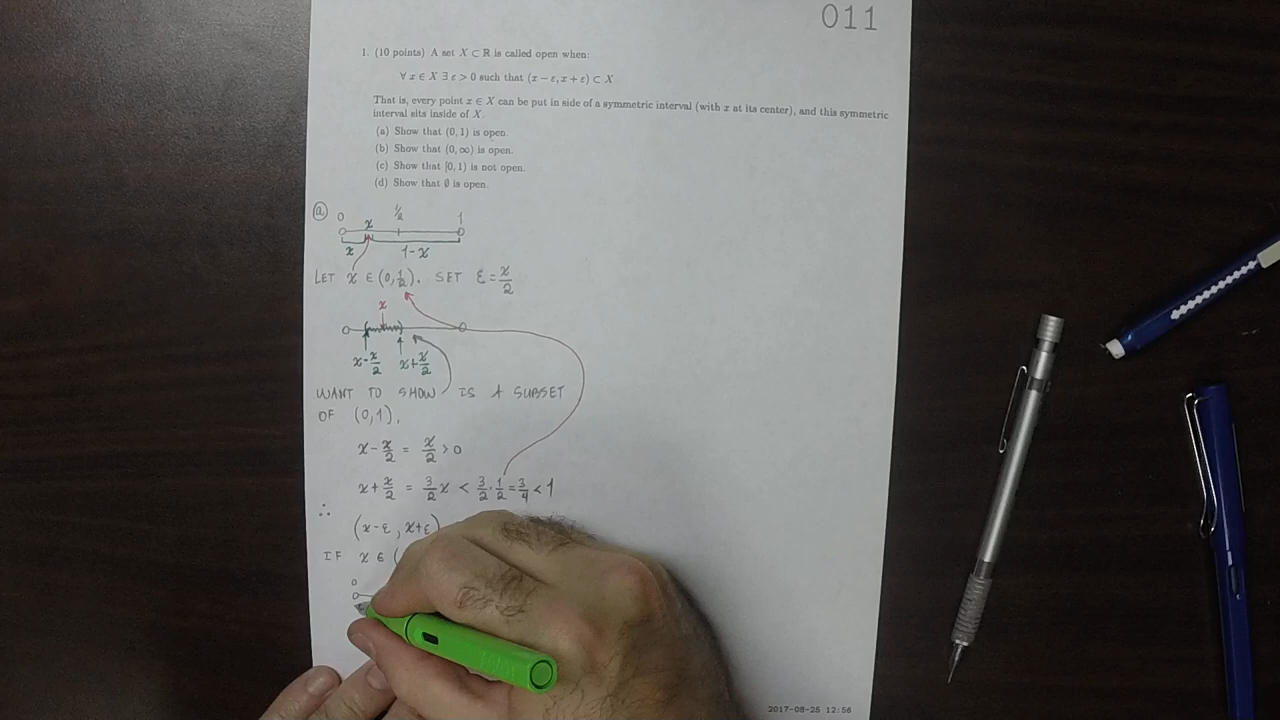 011
1. (10 points) A set X ⊂ R is called open when:
∀ x ∈ X ∃ ε > 0 such that (x − ε, x + ε) ⊂ X
That is, every point x ∈ X can be put in side of a symmetric interval (with x at its center), and this symmetric
interval sits inside of X.
(a) Show that (0, 1) is open.
(b) Show that (0, ∞) is open.
(c) Show that [0, 1) is not open.
(d) Show that ∅ is open.
(a) 0 x 1/2 1
x 1-x
LET x ∈ (0, 1/2). SET ε = x/2
x
x - x/2 x + x/2
WANT TO SHOW IS A SUBSET
OF (0,1).
x - x/2 = x/2 > 0
x + x/2 = 3/2 x < 3/2 · 1/2 = 3/4 < 1
∴
(x-ε, x+ε)
IF x ∈ (
0
2017-08-25 12:56